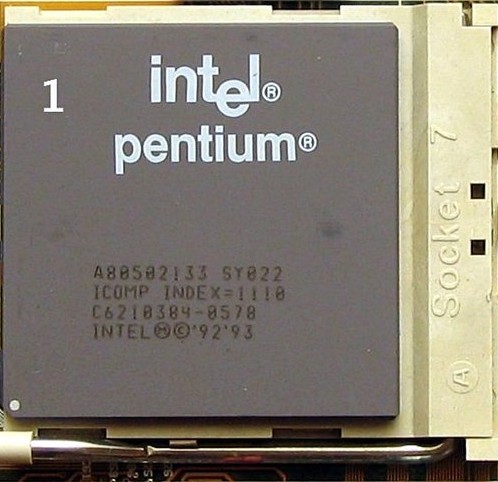 1
intel®
pentium®
A80502133 SY022
ICOMP INDEX=1110
C6210384-0578
INTEL Ⓜ©'92'93
Socket 7
A